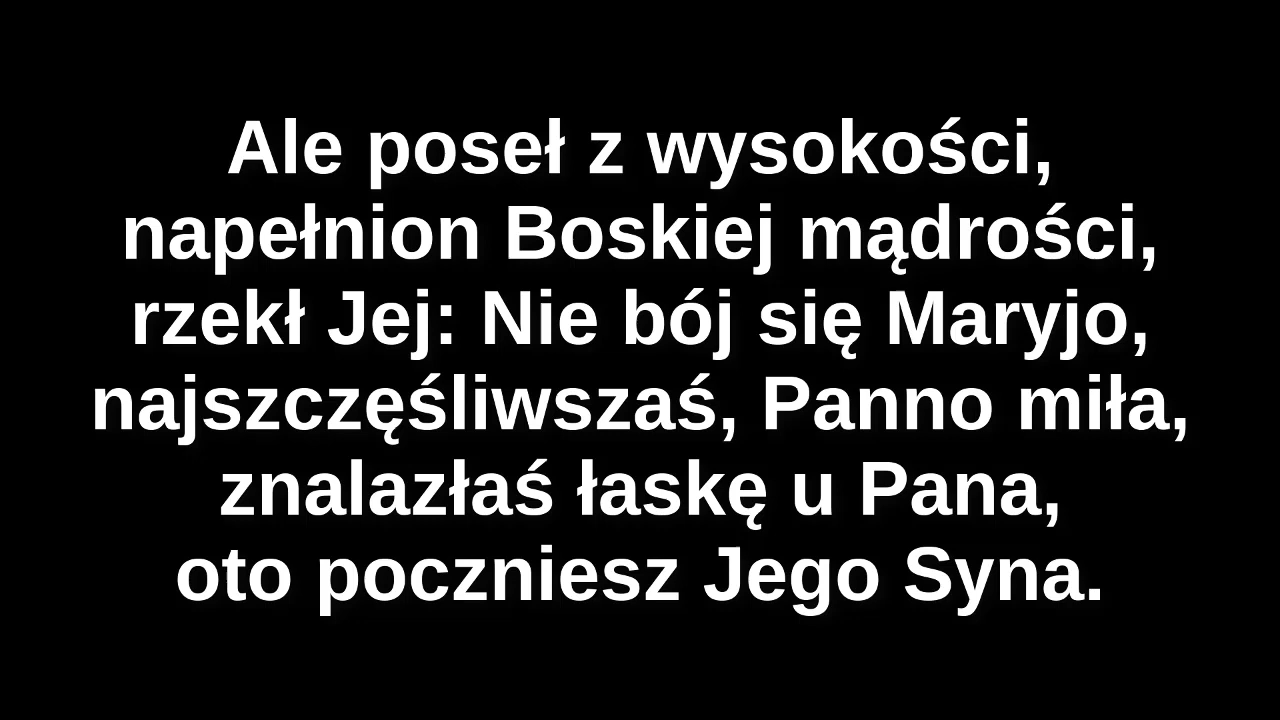 Ale poseł z wysokości,
napełnion Boskiej mądrości,
rzekł Jej: Nie bój się Maryjo,
najszczęśliwszaś, Panno miła,
znalazłaś łaskę u Pana,
oto poczniesz Jego Syna.